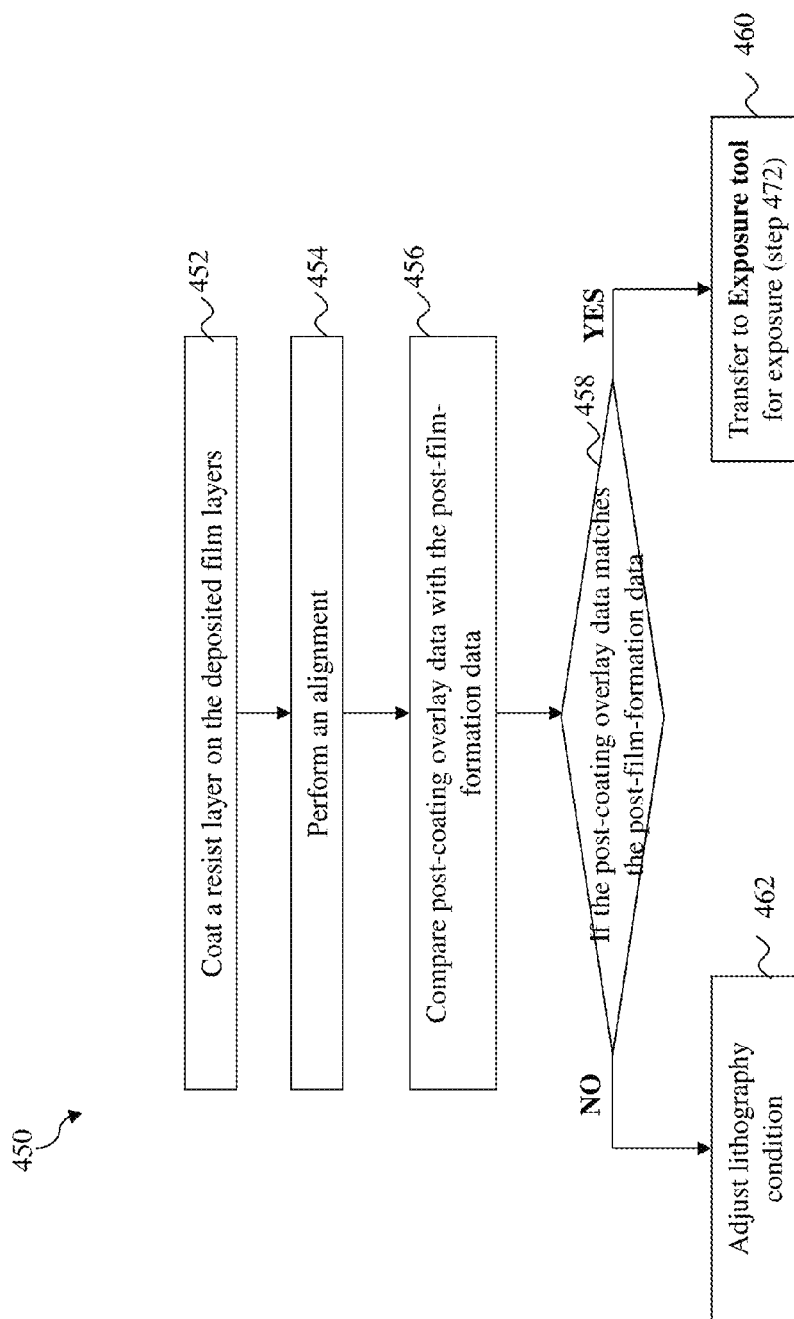 450
Coat a resist layer on the deposited film layers
452
Perform an alignment
454
Compare post-coating overlay data with the post-film-
formation data
456
If the post-coating overlay data matches
the post-film-formation data
458
NO
YES
Adjust lithography
condition
462
Transfer to Exposure tool
for exposure (step 472)
460